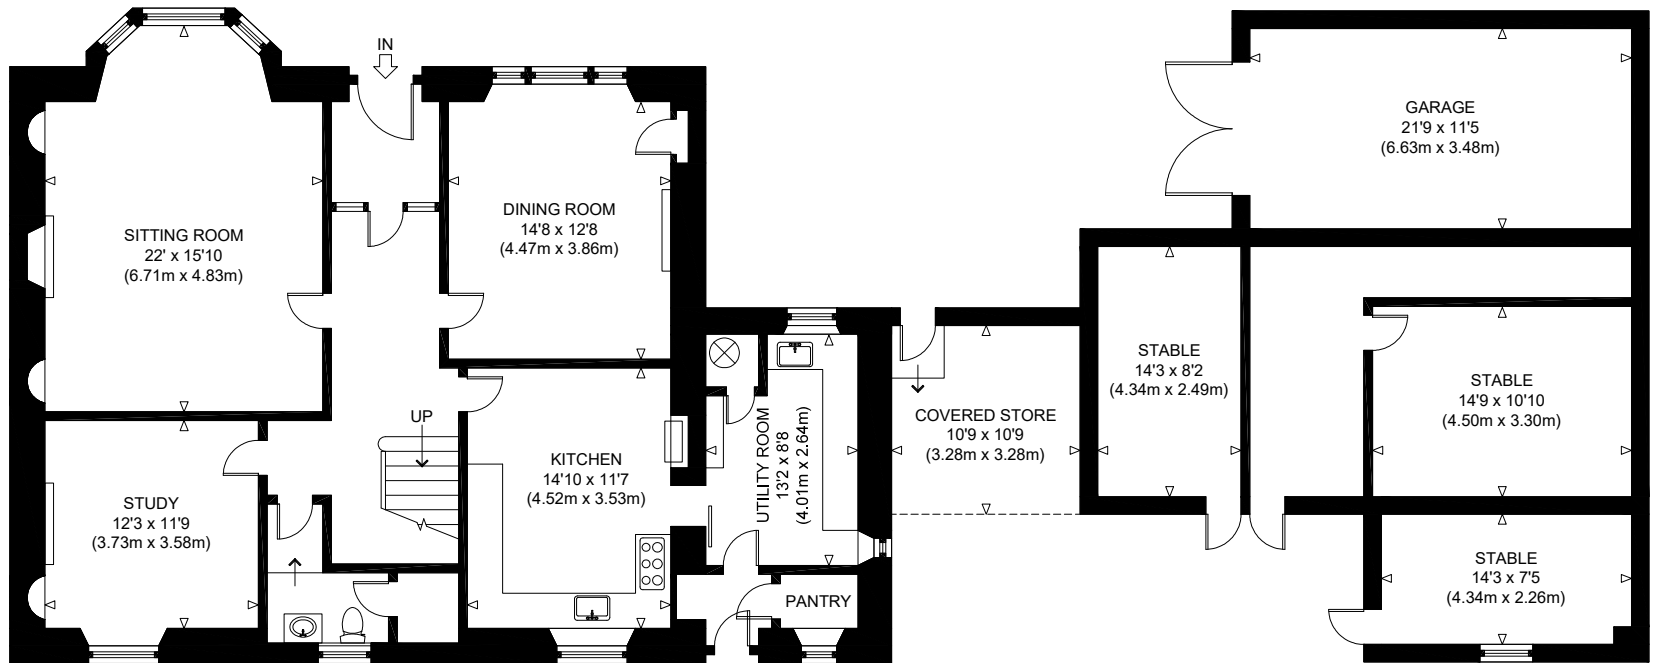 IN
GARAGE
21'9 x 11'5
(6.63m x 3.48m)
DINING ROOM
14'8 x 12'8
(4.47m x 3.86m)
SITTING ROOM
22' x 15'10
(6.71m x 4.83m)
STABLE
14'3 x 8'2
(4.34m x 2.49m)
STABLE
14'9 x 10'10
(4.50m x 3.30m)
UP
COVERED STORE
10'9 x 10'9
(3.28m x 3.28m)
UTILITY ROOM
13'2 x 8'8
(4.01m x 2.64m)
KITCHEN
14'10 x 11'7
(4.52m x 3.53m)
STUDY
12'3 x 11'9
(3.73m x 3.58m)
STABLE
14'3 x 7'5
(4.34m x 2.26m)
PANTRY